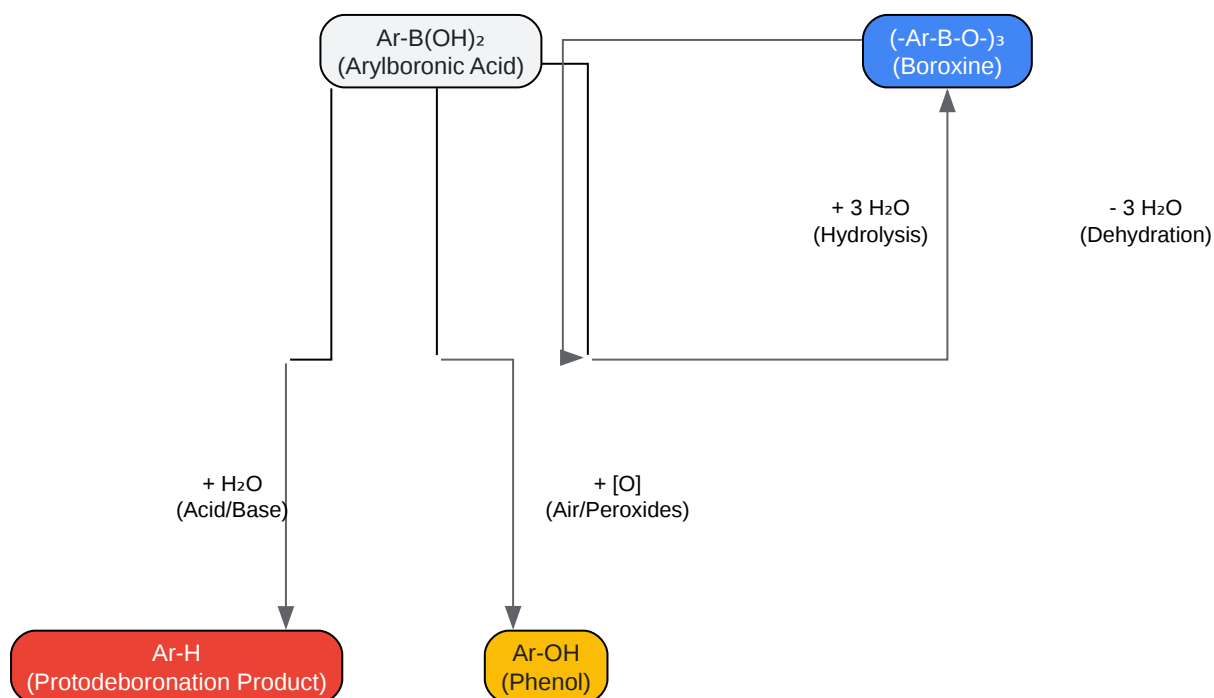 Ar-B(OH)₂
(Arylboronic Acid)
(-Ar-B-O-)₃
(Boroxine)
+ 3 H₂O
(Hydrolysis)
- 3 H₂O
(Dehydration)
+ H₂O
(Acid/Base)
+ [O]
(Air/Peroxides)
Ar-H
(Protodeboronation Product)
Ar-OH
(Phenol)